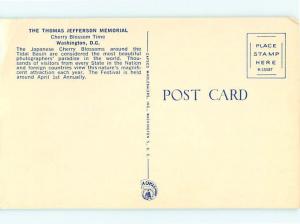 THE THOMAS JEFFERSON MEMORIAL
Cherry Blossom Time
Washington, D.C.
The Japanese Cherry Blossoms around the
Tidal Basin are considered the most beautiful
photographers' paradise in the world. Thou-
sands of visitors from every State in the Nation
and foreign countries view this nature's magnifi-
cent attraction each year. The Festival is held
around April 1st Annually.
POST CARD
PLACE
STAMP
HERE
WASHINGTON